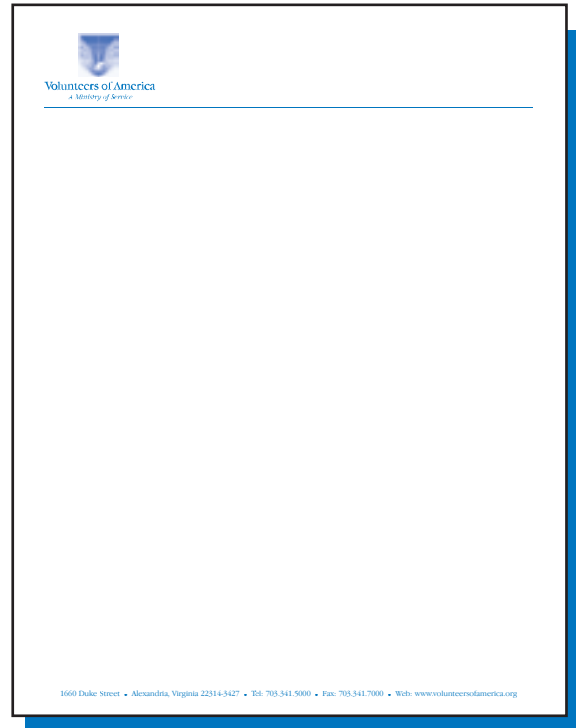 Volunteers of America
A Ministry of Service
1660 Duke Street • Alexandria, Virginia 22314-3427 • Tel: 703.341.5000 • Fax: 703.341.7000 • Web: www.volunteersofamerica.org